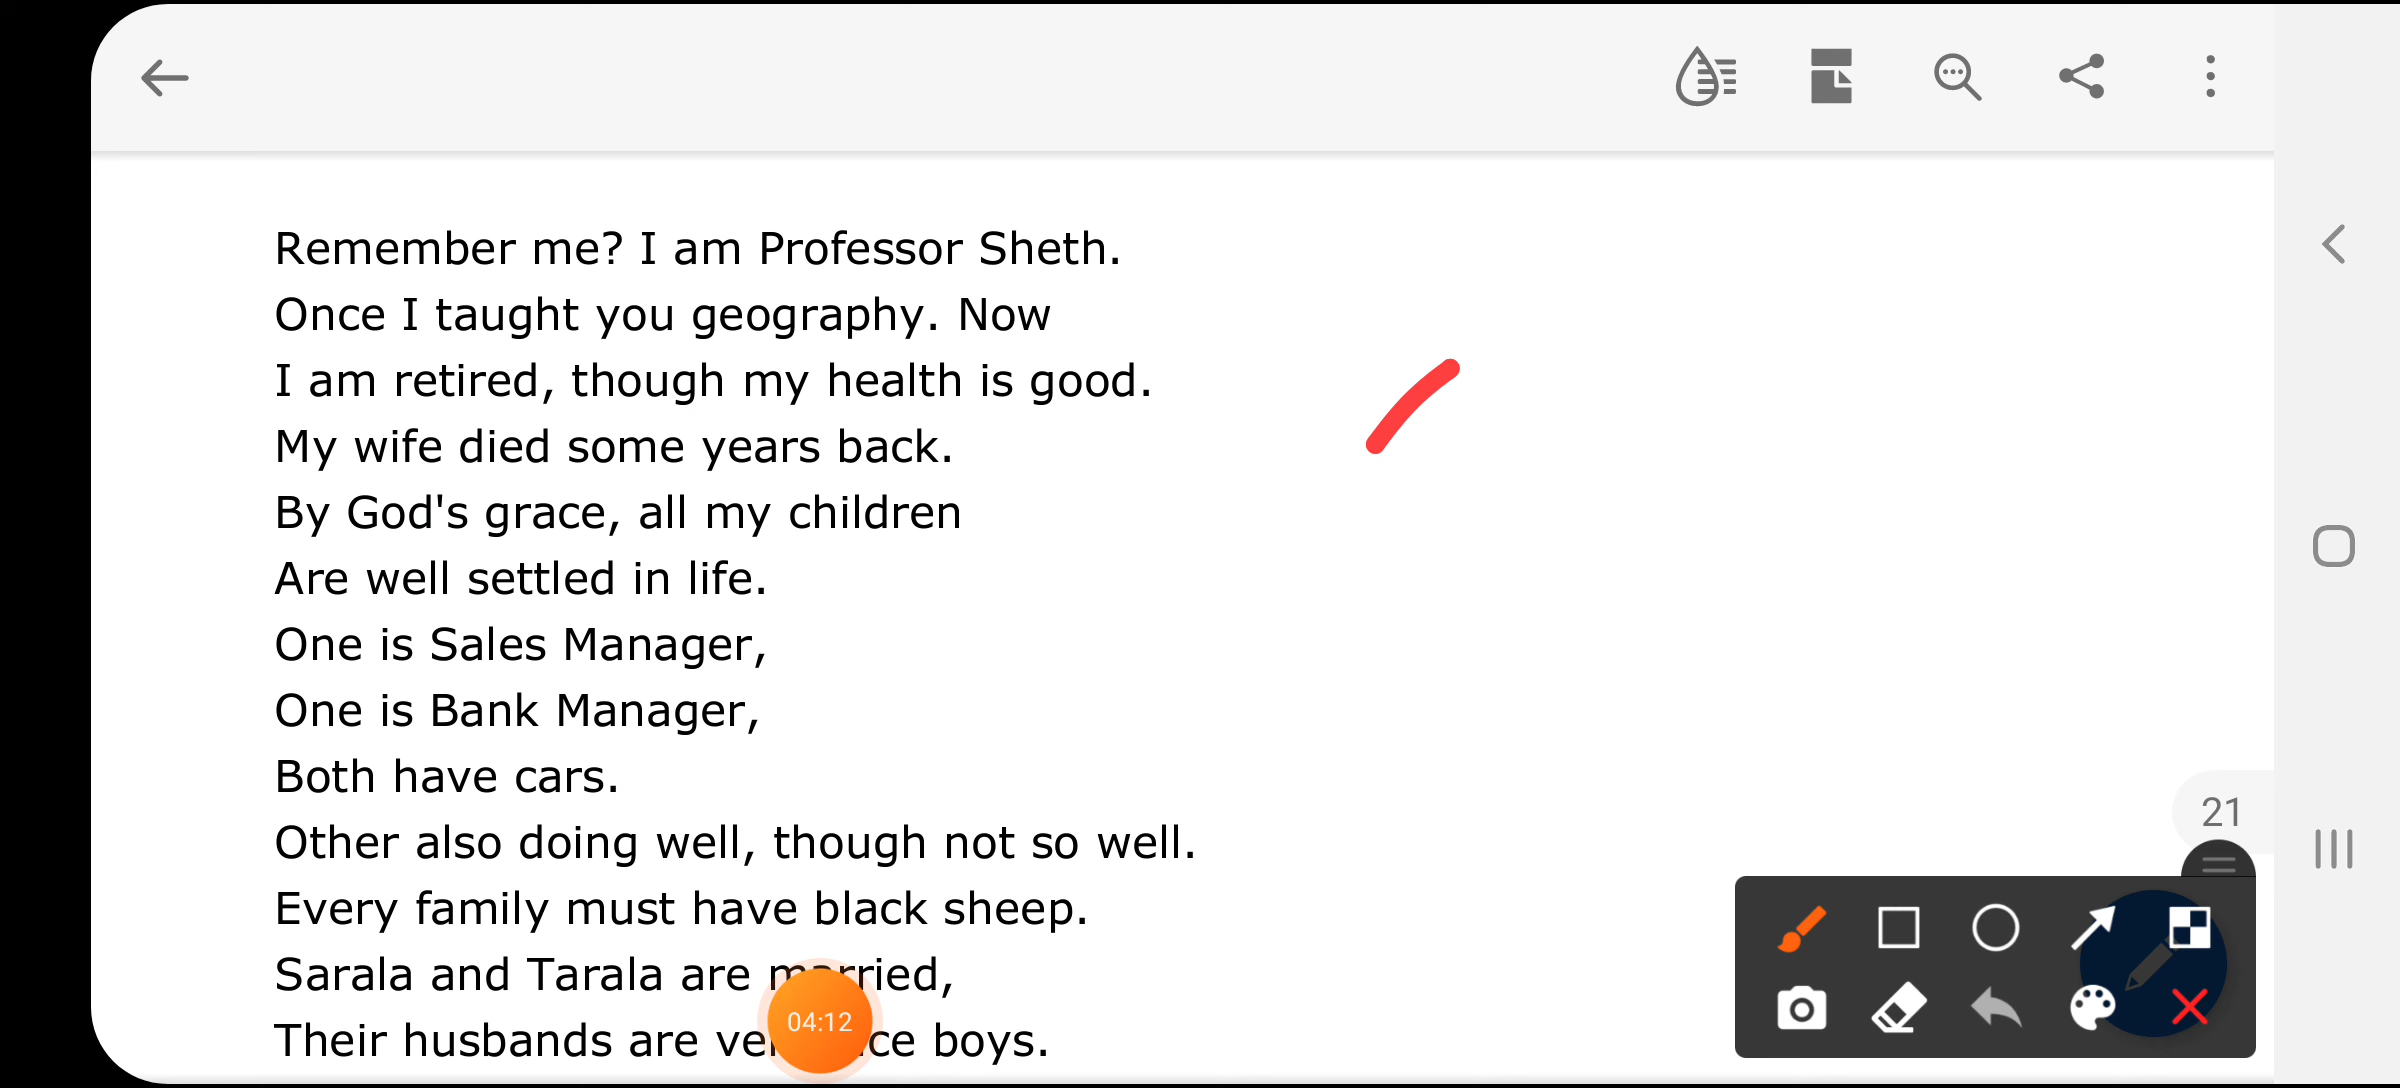 Remember me? I am Professor Sheth.
Once I taught you geography. Now
I am retired, though my health is good.
My wife died some years back.
By God's grace, all my children
Are well settled in life.
One is Sales Manager,
One is Bank Manager,
Both have cars.
Other also doing well, though not so well.
21
Every family must have black sheep.
Sarala and Tarala are married,
04:12
Their husbands are boys.